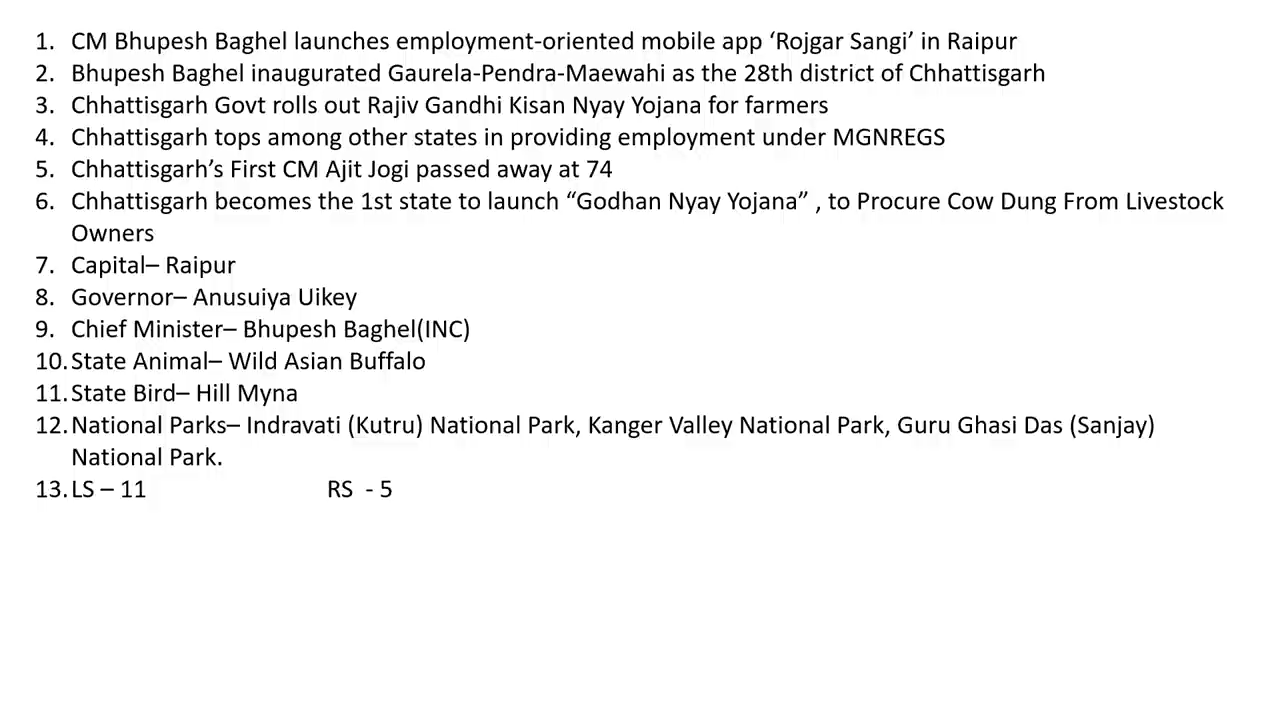 1. CM Bhupesh Baghel launches employment-oriented mobile app ‘Rojgar Sangi’ in Raipur
2. Bhupesh Baghel inaugurated Gaurela-Pendra-Maewahi as the 28th district of Chhattisgarh
3. Chhattisgarh Govt rolls out Rajiv Gandhi Kisan Nyay Yojana for farmers
4. Chhattisgarh tops among other states in providing employment under MGNREGS
5. Chhattisgarh’s First CM Ajit Jogi passed away at 74
6. Chhattisgarh becomes the 1st state to launch “Godhan Nyay Yojana” , to Procure Cow Dung From Livestock
Owners
7. Capital– Raipur
8. Governor– Anusuiya Uikey
9. Chief Minister– Bhupesh Baghel(INC)
10. State Animal– Wild Asian Buffalo
11. State Bird– Hill Myna
12. National Parks– Indravati (Kutru) National Park, Kanger Valley National Park, Guru Ghasi Das (Sanjay)
National Park.
13. LS – 11 RS - 5